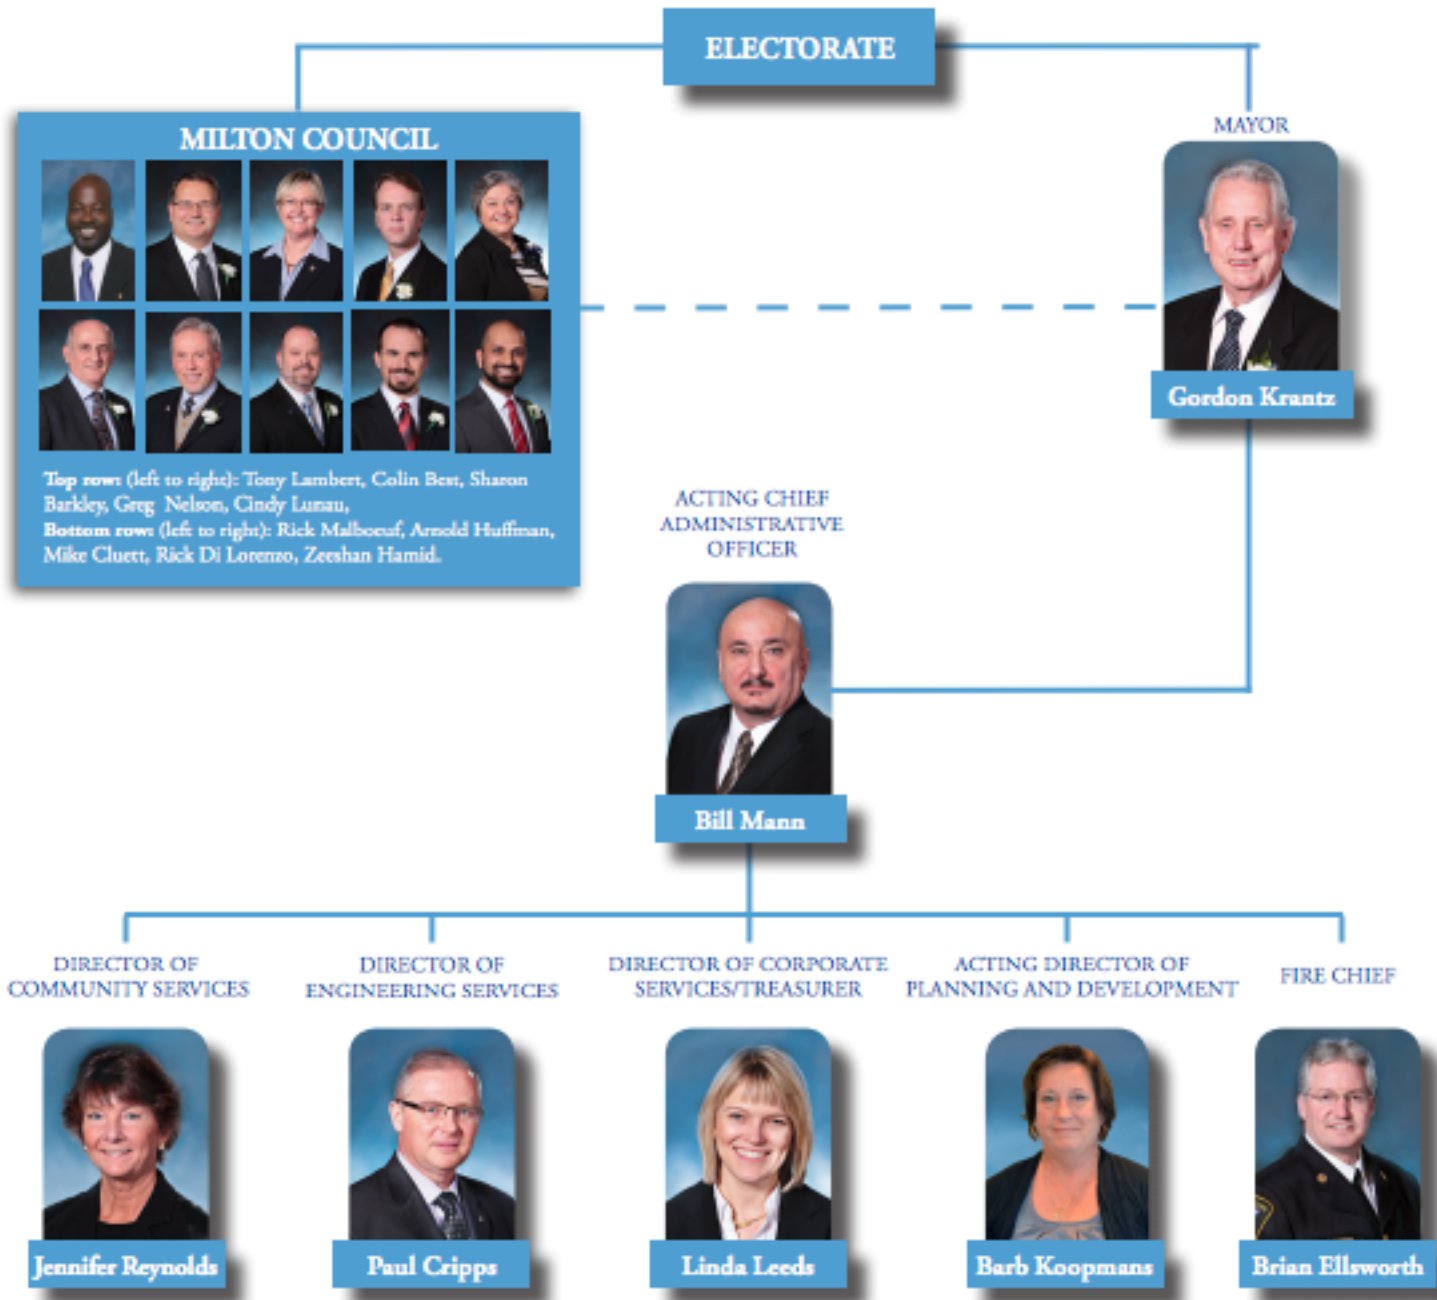 ELECTORATE
MILTON COUNCIL
MAYOR
Gordon Krantz
Top row: (left to right): Tony Lambert, Colin Best, Sharon
Barkley, Greg Nelson, Cindy Lunau,
Bottom row: (left to right): Rick Malboeuf, Arnold Huffman,
Mike Cluett, Rick Di Lorenzo, Zeeshan Hamid.
ACTING CHIEF
ADMINISTRATIVE
OFFICER
Bill Mann
DIRECTOR OF
COMMUNITY SERVICES
DIRECTOR OF
ENGINEERING SERVICES
DIRECTOR OF CORPORATE
SERVICES/TREASURER
ACTING DIRECTOR OF
PLANNING AND DEVELOPMENT
FIRE CHIEF
Jennifer Reynolds
Paul Cripps
Linda Leeds
Barb Koopmans
Brian Ellsworth